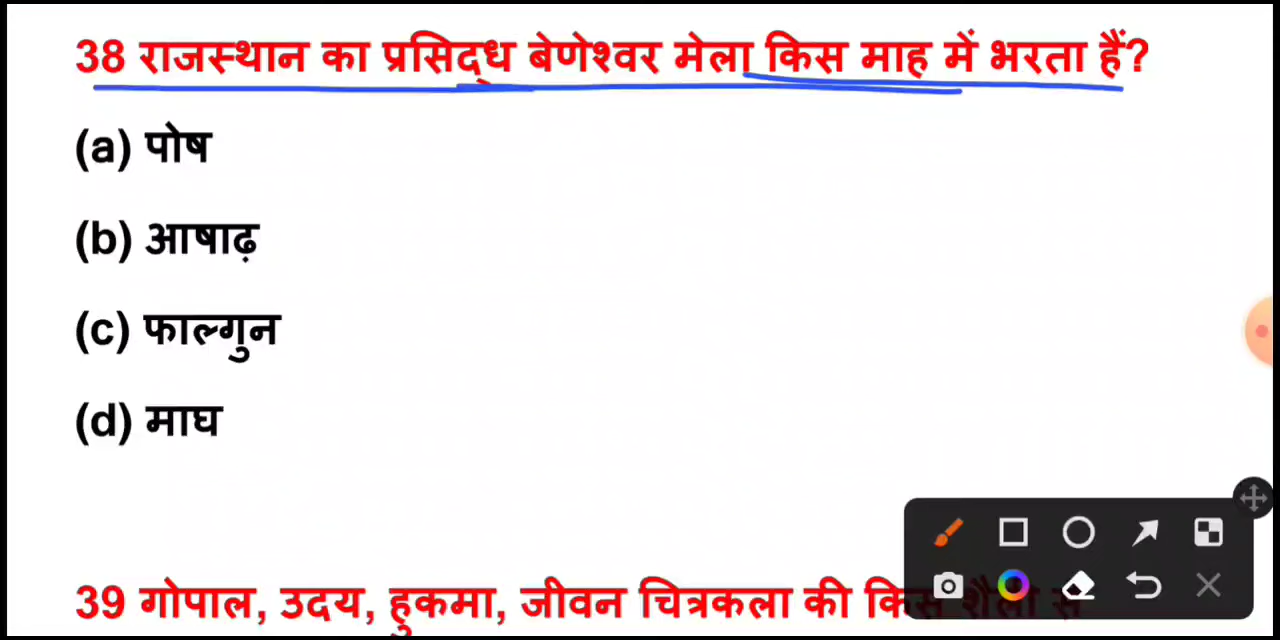 38 राजस्थान का प्रसिद्ध बेणेश्वर मेला किस माह में भरता हैं?
(a) पोष
(b) आषाढ़
(c) फाल्गुन
(d) माघ
39 गोपाल, उदय, हुकमा, जीवन चित्रकला की किस शैली से